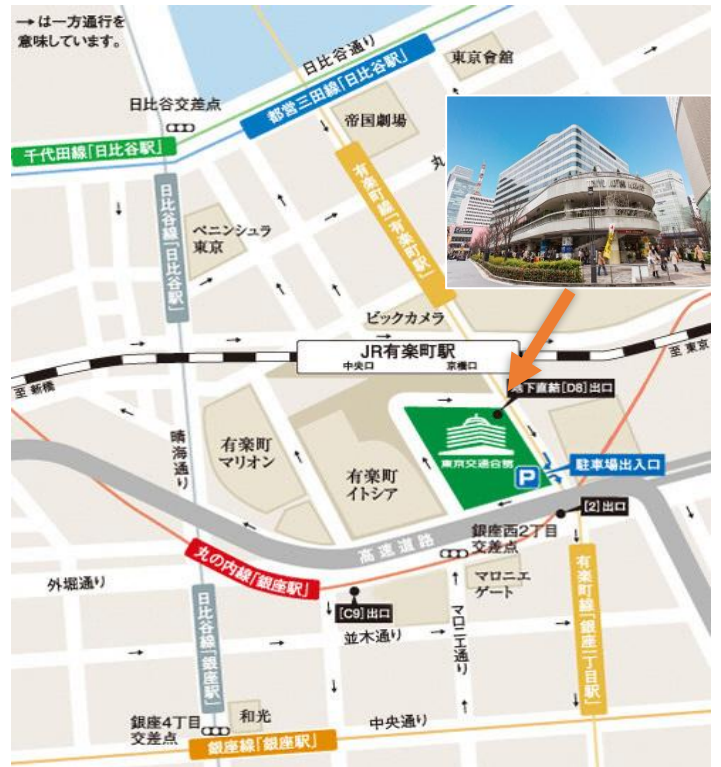 →は一方通行を
意味しています。
日比谷通り
東京會舘
都営三田線「日比谷駅」
日比谷交差点
帝国劇場
千代田線「日比谷駅」
丸
有楽町線「有楽町駅」
日比谷線「日比谷駅」
ペニンシュラ
東京
ビックカメラ
JR有楽町駅
中央口
京橋口
至 新橋
至 東京
地下直結[D8]出口
晴海通り
有楽町
マリオン
有楽町
イトシア
東京交通会館
P
駐車場出入口
[2]出口
高速道路
銀座西2丁目
交差点
丸の内線「銀座駅」
外堀通り
マロニエ
ゲート
有楽町線「銀座一丁目駅」
日比谷線「銀座駅」
[C9]出口
並木通り
マロニエ通り
銀座4丁目
交差点
和光
中央通り
銀座線「銀座駅」